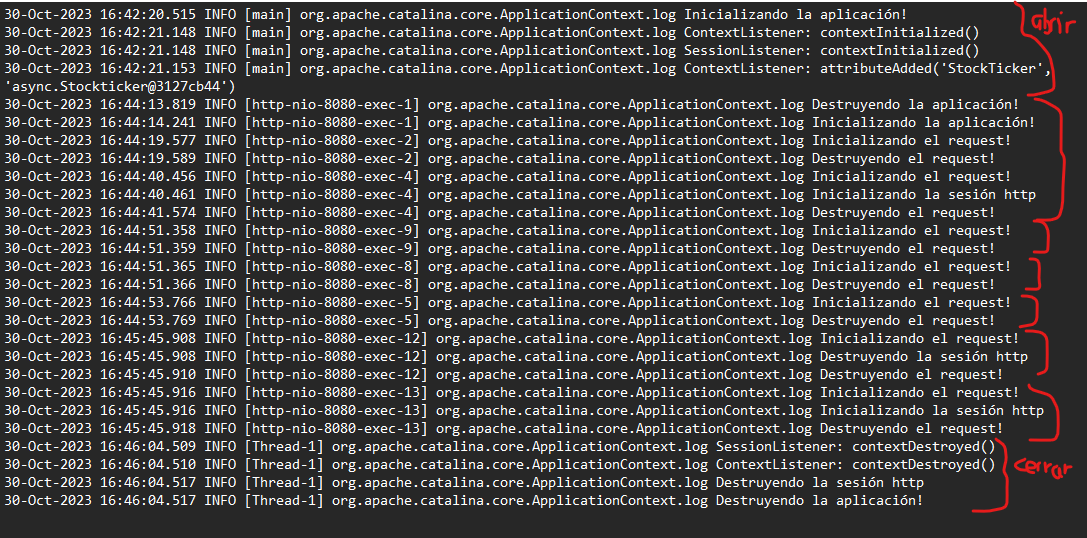 30-Oct-2023 16:42:20.515 INFO [main] org.apache.catalina.core.ApplicationContext.log Inicializando la aplicación!
30-Oct-2023 16:42:21.148 INFO [main] org.apache.catalina.core.ApplicationContext.log ContextListener: contextInitialized()
30-Oct-2023 16:42:21.148 INFO [main] org.apache.catalina.core.ApplicationContext.log SessionListener: contextInitialized()
30-Oct-2023 16:42:21.153 INFO [main] org.apache.catalina.core.ApplicationContext.log ContextListener: attributeAdded('StockTicker',
'async.Stockticker@3127cb44')
abrir
30-Oct-2023 16:44:13.819 INFO [http-nio-8080-exec-1] org.apache.catalina.core.ApplicationContext.log Destruyendo la aplicación!
30-Oct-2023 16:44:14.241 INFO [http-nio-8080-exec-1] org.apache.catalina.core.ApplicationContext.log Inicializando la aplicación!
30-Oct-2023 16:44:19.577 INFO [http-nio-8080-exec-2] org.apache.catalina.core.ApplicationContext.log Inicializando el request!
30-Oct-2023 16:44:19.589 INFO [http-nio-8080-exec-2] org.apache.catalina.core.ApplicationContext.log Destruyendo el request!
30-Oct-2023 16:44:40.456 INFO [http-nio-8080-exec-4] org.apache.catalina.core.ApplicationContext.log Inicializando el request!
30-Oct-2023 16:44:40.461 INFO [http-nio-8080-exec-4] org.apache.catalina.core.ApplicationContext.log Inicializando la sesión http
30-Oct-2023 16:44:41.574 INFO [http-nio-8080-exec-4] org.apache.catalina.core.ApplicationContext.log Destruyendo el request!
30-Oct-2023 16:44:51.358 INFO [http-nio-8080-exec-9] org.apache.catalina.core.ApplicationContext.log Inicializando el request!
30-Oct-2023 16:44:51.359 INFO [http-nio-8080-exec-9] org.apache.catalina.core.ApplicationContext.log Destruyendo el request!
30-Oct-2023 16:44:51.365 INFO [http-nio-8080-exec-8] org.apache.catalina.core.ApplicationContext.log Inicializando el request!
30-Oct-2023 16:44:51.366 INFO [http-nio-8080-exec-8] org.apache.catalina.core.ApplicationContext.log Destruyendo el request!
30-Oct-2023 16:44:53.766 INFO [http-nio-8080-exec-5] org.apache.catalina.core.ApplicationContext.log Inicializando el request!
30-Oct-2023 16:44:53.769 INFO [http-nio-8080-exec-5] org.apache.catalina.core.ApplicationContext.log Destruyendo el request!
30-Oct-2023 16:45:45.908 INFO [http-nio-8080-exec-12] org.apache.catalina.core.ApplicationContext.log Inicializando el request!
30-Oct-2023 16:45:45.908 INFO [http-nio-8080-exec-12] org.apache.catalina.core.ApplicationContext.log Destruyendo la sesión http
30-Oct-2023 16:45:45.910 INFO [http-nio-8080-exec-12] org.apache.catalina.core.ApplicationContext.log Destruyendo el request!
30-Oct-2023 16:45:45.916 INFO [http-nio-8080-exec-13] org.apache.catalina.core.ApplicationContext.log Inicializando el request!
30-Oct-2023 16:45:45.916 INFO [http-nio-8080-exec-13] org.apache.catalina.core.ApplicationContext.log Inicializando la sesión http
30-Oct-2023 16:45:45.918 INFO [http-nio-8080-exec-13] org.apache.catalina.core.ApplicationContext.log Destruyendo el request!
30-Oct-2023 16:46:04.509 INFO [Thread-1] org.apache.catalina.core.ApplicationContext.log SessionListener: contextDestroyed()
30-Oct-2023 16:46:04.510 INFO [Thread-1] org.apache.catalina.core.ApplicationContext.log ContextListener: contextDestroyed()
30-Oct-2023 16:46:04.517 INFO [Thread-1] org.apache.catalina.core.ApplicationContext.log Destruyendo la sesión http
30-Oct-2023 16:46:04.517 INFO [Thread-1] org.apache.catalina.core.ApplicationContext.log Destruyendo la aplicación!
cerrar